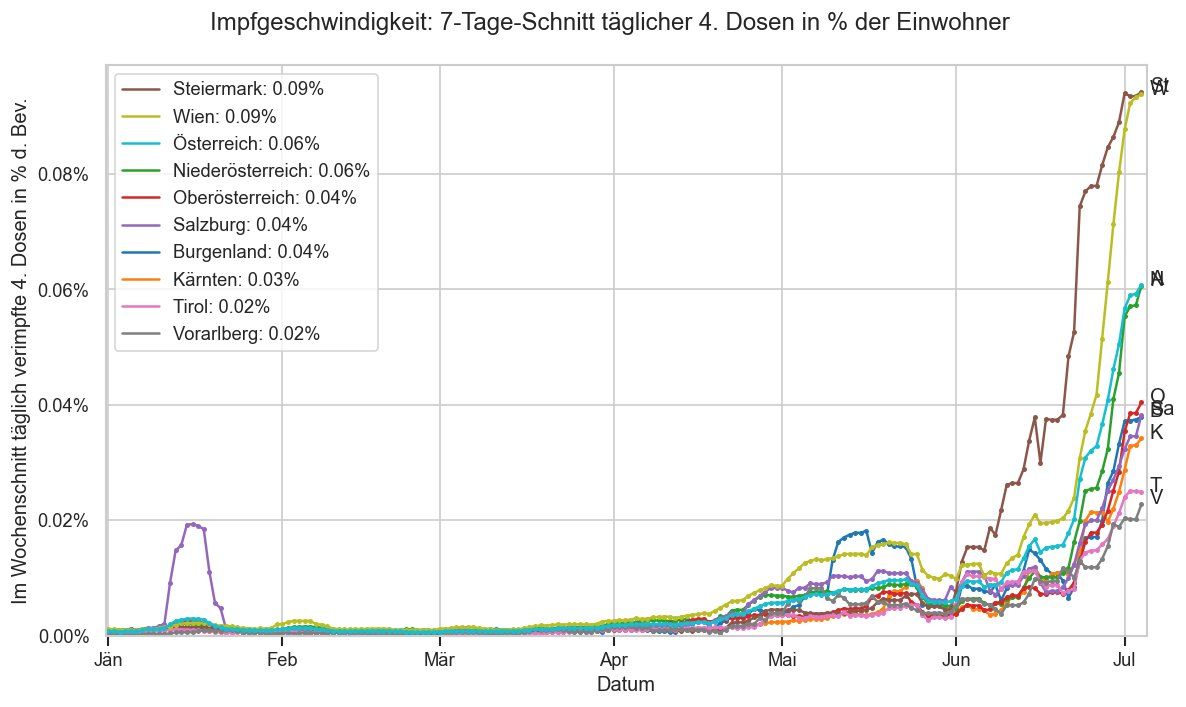 Impfgeschwindigkeit: 7-Tage-Schnitt täglicher 4. Dosen in % der Einwohner
Im Wochenschnitt täglich verimpfte 4. Dosen in % d. Bev.
0.08%
0.06%
0.04%
0.02%
0.00%
Steiermark: 0.09%
Wien: 0.09%
Österreich: 0.06%
Niederösterreich: 0.06%
Oberösterreich: 0.04%
Salzburg: 0.04%
Burgenland: 0.04%
Kärnten: 0.03%
Tirol: 0.02%
Vorarlberg: 0.02%
St
W
A
N
O
Sa
B
K
T
V
Jän Feb Mär Apr Mai Jun Jul
Datum